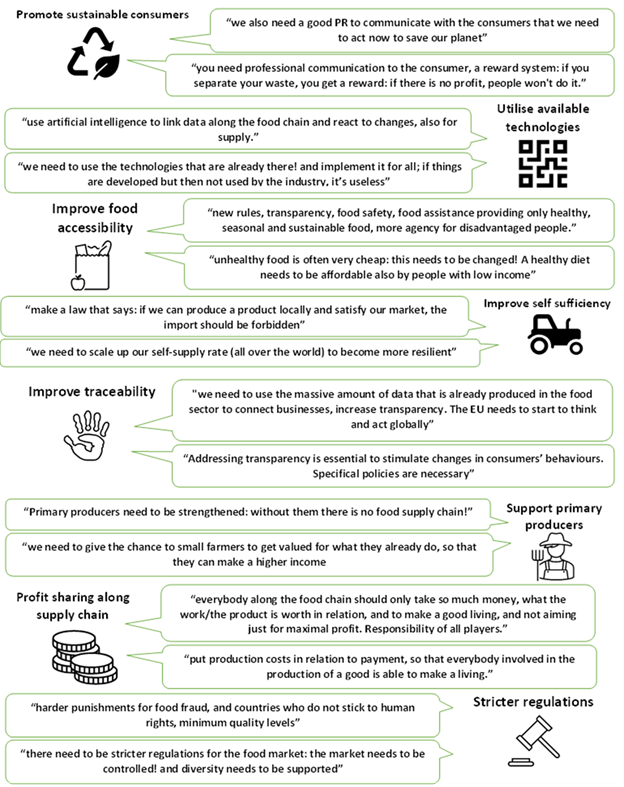 Promote sustainable consumers
“we also need a good PR to communicate with the consumers that we need
to act now to save our planet”
“you need professional communication to the consumer, a reward system: if you
separate your waste, you get a reward: if there is no profit, people won't do it.”
Utilise available
technologies
“use artificial intelligence to link data along the food chain and react to changes, also for
supply.”
“we need to use the technologies that are already there! and implement it for all; if things
are developed but then not used by the industry, it’s useless”
Improve food
accessibility
“new rules, transparency, food safety, food assistance providing only healthy,
seasonal and sustainable food, more agency for disadvantaged people.”
“unhealthy food is often very cheap: this needs to be changed! A healthy diet
needs to be affordable also by people with low income”
Improve self sufficiency
“make a law that says: if we can produce a product locally and satisfy our market, the
import should be forbidden”
“we need to scale up our self-supply rate (all over the world) to become more resilient”
Improve traceability
"we need to use the massive amount of data that is already produced in the food
sector to connect businesses, increase transparency. The EU needs to start to think
and act globally”
“Addressing transparency is essential to stimulate changes in consumers’ behaviours.
Specifical policies are necessary”
Support primary
producers
“Primary producers need to be strengthened: without them there is no food supply chain!”
“we need to give the chance to small farmers to get valued for what they already do, so that
they can make a higher income
Profit sharing along
supply chain
“everybody along the food chain should only take so much money, what the
work/the product is worth in relation, and to make a good living, and not aiming
just for maximal profit. Responsibility of all players.”
“put production costs in relation to payment, so that everybody involved in the
production of a good is able to make a living.”
Stricter regulations
“harder punishments for food fraud, and countries who do not stick to human
rights, minimum quality levels”
“there need to be stricter regulations for the food market: the market needs to be
controlled! and diversity needs to be supported”